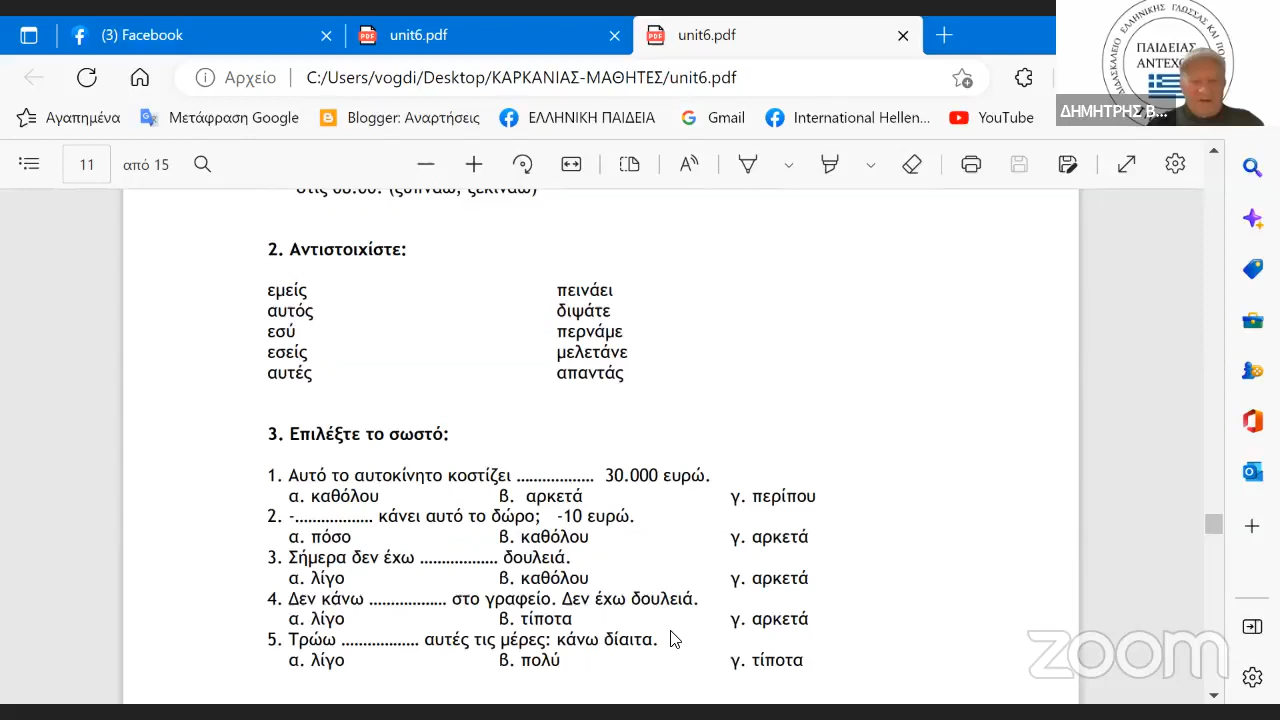 (3) Facebook
unit6.pdf
unit6.pdf
Αρχείο
C:/Users/vogdi/Desktop/ΚΑΡΚΑΝΙΑΣ-ΜΑΘΗΤΕΣ/unit6.pdf
ΠΑΙΔΕΙΑΣ
ΔΗΜΗΤΡΗΣ Β...
Αγαπημένα
Μετάφραση Google
Blogger: Αναρτήσε...
ΕΛΛΗΝΙΚΗ ΠΑΙΔΕΙΑ
Gmail
International Hellen...
YouTube
11 από 15
2. Αντιστοιχίστε:
εμείς πεινάει
αυτός διψάτε
εσύ περνάμε
εσείς μελετάνε
αυτές απαντάς
3. Επιλέξτε το σωστό:
1. Αυτό το αυτοκίνητο κοστίζει ................. 30.000 ευρώ.
α. καθόλου β. αρκετά γ. περίπου
2. -................. κάνει αυτό το δώρο; -10 ευρώ.
α. πόσο β. καθόλου γ. αρκετά
3. Σήμερα δεν έχω ................. δουλειά.
α. λίγο β. καθόλου γ. αρκετά
4. Δεν κάνω ................. στο γραφείο. Δεν έχω δουλειά.
α. λίγο β. τίποτα γ. αρκετά
5. Τρώω ................. αυτές τις μέρες: κάνω δίαιτα.
α. λίγο β. πολύ γ. τίποτα
zoom